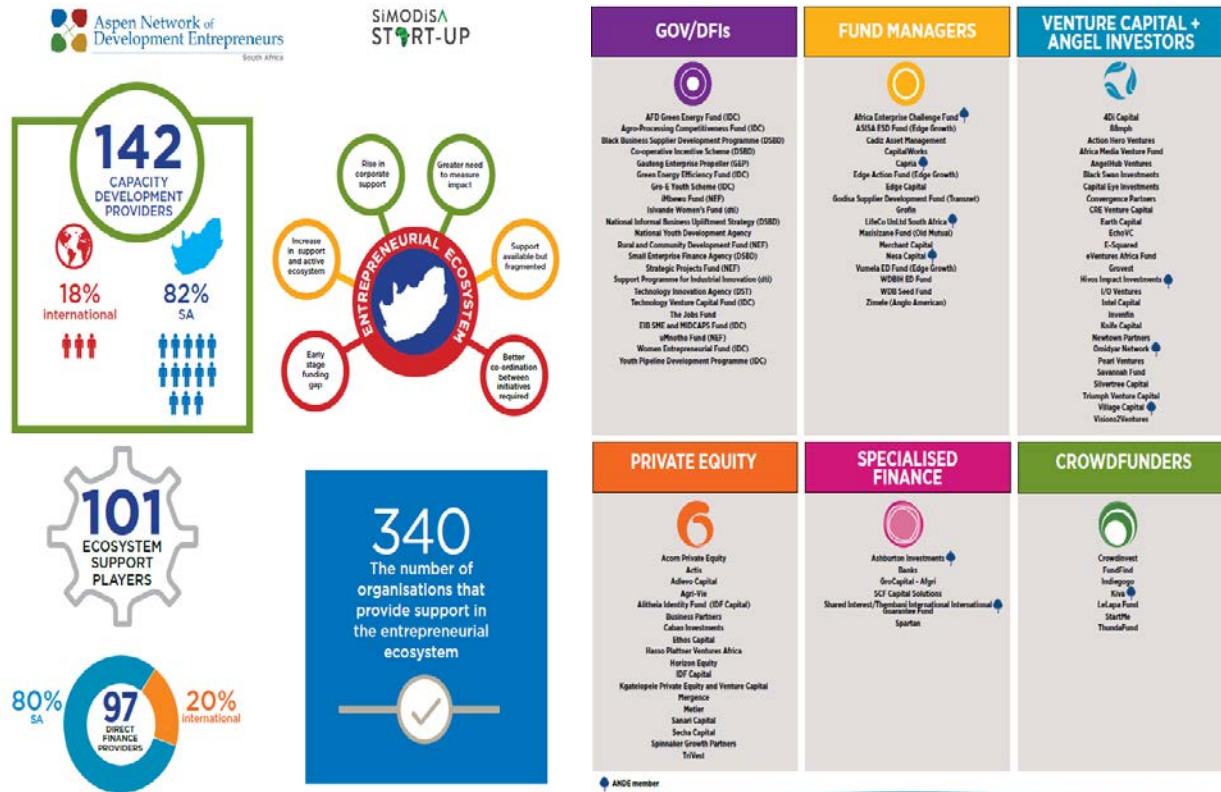 Aspen Network of
Development Entrepreneurs
South Africa
SiMODiSA
START-UP
142
CAPACITY
DEVELOPMENT
PROVIDERS
18%
international
82%
SA
ENTREPRENEURIAL ECOSYSTEM
Rise in
corporate
support
Greater need
to measure
impact
Increase
in support
and active
ecosystem
Support
available but
fragmented
Early
stage
funding
gap
Better
co-ordination
between
initiatives
required
101
ECOSYSTEM
SUPPORT
PLAYERS
340
The number of
organisations that
provide support in
the entrepreneurial
ecosystem
80%
SA
97
DIRECT
FINANCE
PROVIDERS
20%
international
GOV/DFIs
AFD Green Energy Fund (IDC)
Agro-Processing Competitiveness Fund (IDC)
Black Business Supplier Development Programme (DSBD)
Co-operative Incentive Scheme (DSBD)
Gauteng Enterprise Propeller (GEP)
Green Energy Efficiency Fund (IDC)
Gro-E Youth Scheme (IDC)
iMbewu Fund (NEF)
Isivande Women's Fund (dti)
National Informal Business Upliftment Strategy (DSBD)
National Youth Development Agency
Rural and Community Development Fund (NEF)
Small Enterprise Finance Agency (DSBD)
Strategic Projects Fund (NEF)
Support Programme for Industrial Innovation (dti)
Technology Innovation Agency (DST)
Technology Venture Capital Fund (IDC)
The Jobs Fund
EIB SME and MIDCAPS Fund (IDC)
uMnotho Fund (NEF)
Women Entrepreneurial Fund (IDC)
Youth Pipeline Development Programme (IDC)
FUND MANAGERS
Africa Enterprise Challenge Fund
ASISA ESD Fund (Edge Growth)
Cadiz Asset Management
CapitalWorks
Capria
Edge Action Fund (Edge Growth)
Edge Capital
Godisa Supplier Development Fund (Transnet)
Grofin
LifeCo UnLtd South Africa
Masisizane Fund (Old Mutual)
Merchant Capital
Nesa Capital
Vumela ED Fund (Edge Growth)
WDBIH ED Fund
WDB Seed Fund
Zimele (Anglo American)
VENTURE CAPITAL +
ANGEL INVESTORS
4Di Capital
88mph
Action Hero Ventures
Africa Media Venture Fund
AngelHub Ventures
Black Swan Investments
Capital Eye Investments
Convergence Partners
CRE Venture Capital
Earth Capital
EchoVC
E-Squared
eVentures Africa Fund
Grovest
Hivos Impact Investments
I/O Ventures
Intel Capital
Invenfin
Knife Capital
Newtown Partners
Omidyar Network
Pearl Ventures
Savannah Fund
Silvertree Capital
Triumph Venture Capital
Village Capital
Visions2Ventures
PRIVATE EQUITY
Acorn Private Equity
Actis
Adlevo Capital
Agri-Vie
Alitheia Identity Fund (IDF Capital)
Business Partners
Caban Investments
Ethos Capital
Hasso Plattner Ventures Africa
Horizon Equity
IDF Capital
Kgatelopele Private Equity and Venture Capital
Mergence
Metier
Sanari Capital
Secha Capital
Spinnaker Growth Partners
TriVest
SPECIALISED
FINANCE
Ashburton Investments
Banks
GroCapital - Afgri
SCF Capital Solutions
Shared Interest/Thembani International International
Guarantee Fund
Spartan
CROWDFUNDERS
CrowdInvest
FundFind
Indiegogo
Kiva
LeLapa Fund
StartMe
ThundaFund
ANDE member